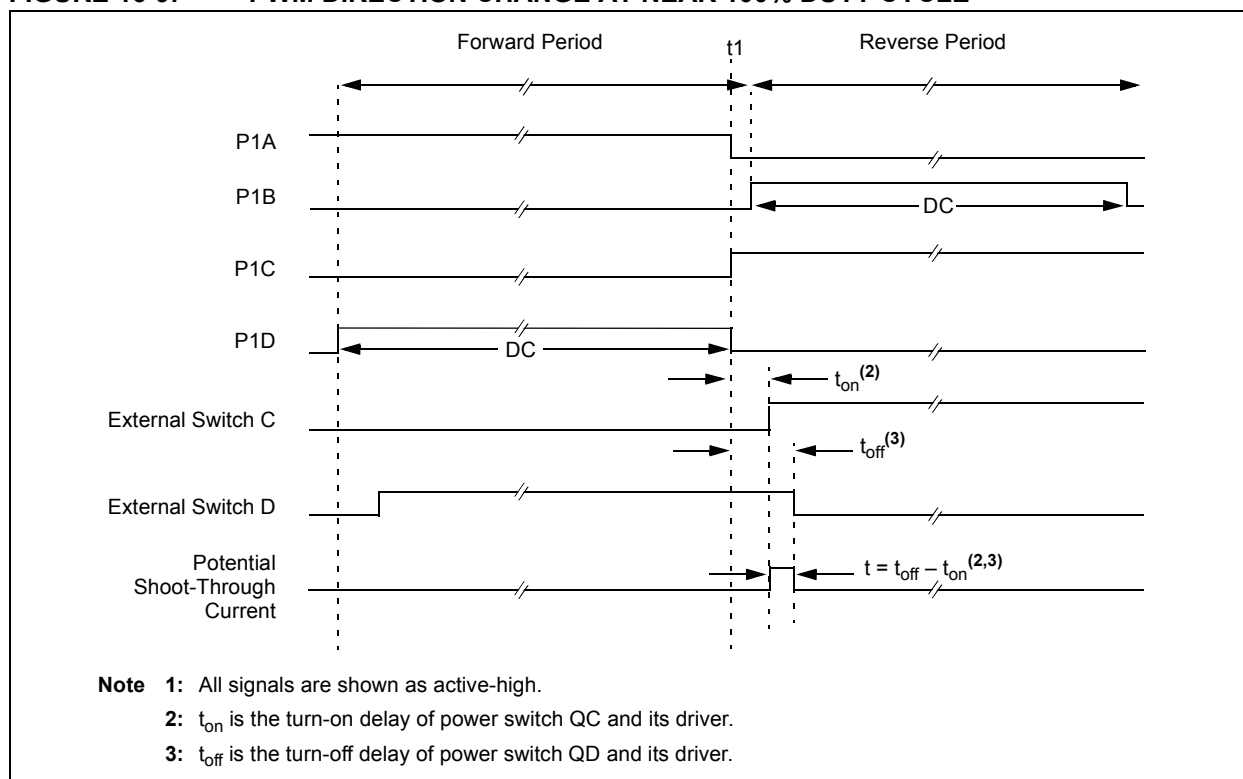 FIGURE 16-9: PWM DIRECTION CHANGE AT NEAR 100% DUTY CYCLE
Forward Period
t1
Reverse Period
P1A
P1B
DC
P1C
P1D
DC
ton(2)
External Switch C
toff(3)
External Switch D
Potential
Shoot-Through
Current
t = toff – ton(2,3)
Note 1: All signals are shown as active-high.
2: ton is the turn-on delay of power switch QC and its driver.
3: toff is the turn-off delay of power switch QD and its driver.